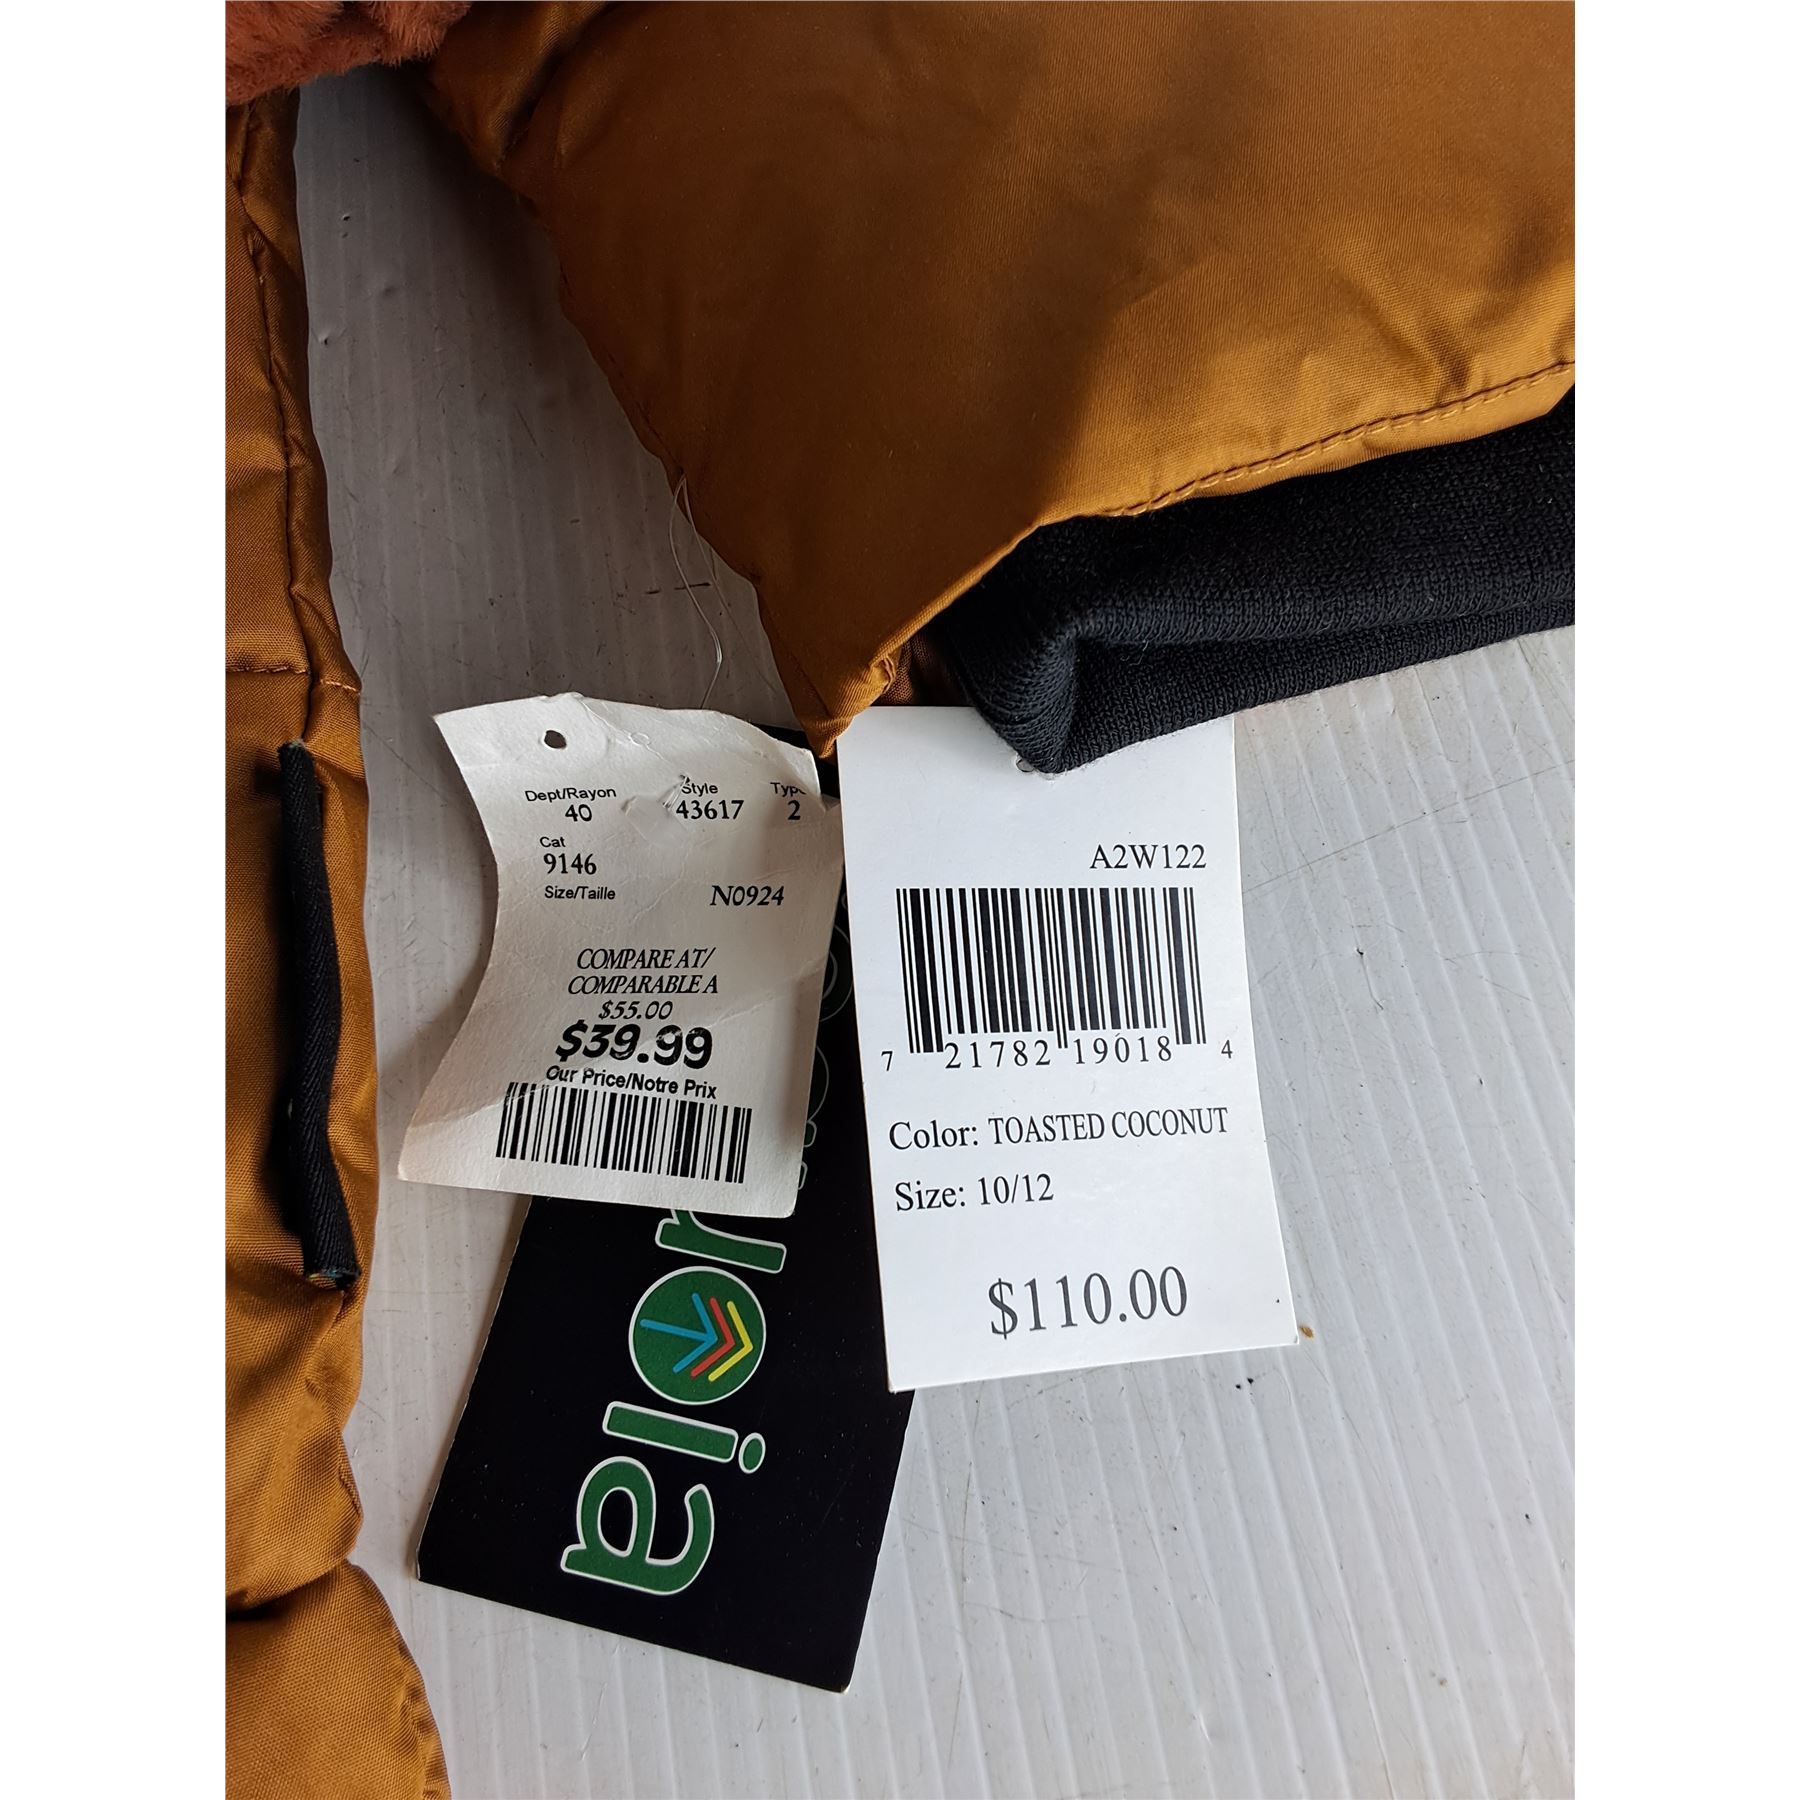 Dept/Rayon Style
40 43617 2
Cat
9146
Size/Taille N0924
COMPARE AT/
COMPARABLE A
$55.00
$39.99
Our Price/Notre Prix
A2W122
7 21782 19018 4
Color: TOASTED COCONUT
Size: 10/12
$110.00